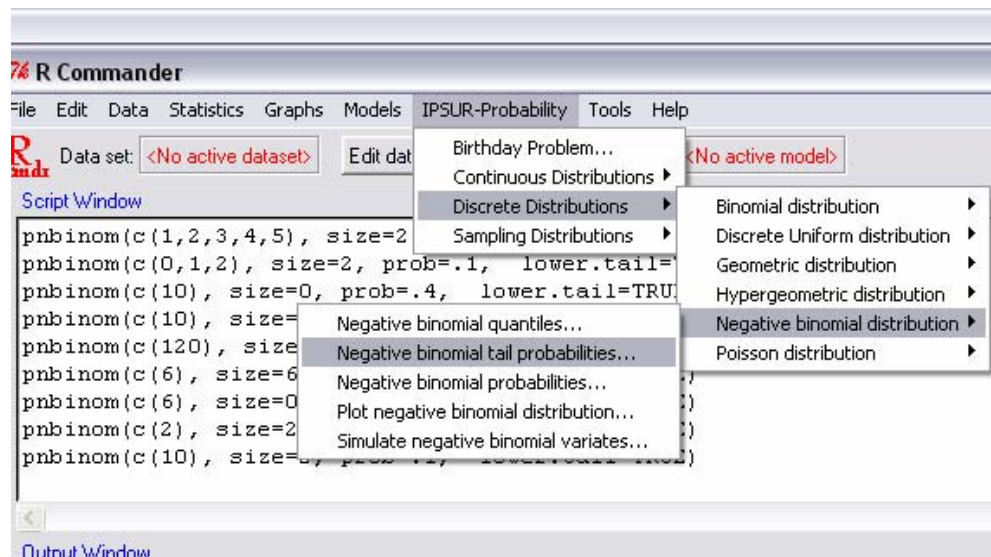 R Commander
File Edit Data Statistics Graphs Models IPSUR-Probability Tools Help
Data set: <No active dataset> Edit dat <No active model>
Birthday Problem...
Continuous Distributions
Discrete Distributions
Sampling Distributions
Binomial distribution
Discrete Uniform distribution
Geometric distribution
Hypergeometric distribution
Negative binomial distribution
Poisson distribution
Negative binomial quantiles...
Negative binomial tail probabilities...
Negative binomial probabilities...
Plot negative binomial distribution...
Simulate negative binomial variates...
Script Window
pnbinom(c(1,2,3,4,5), size=2
pnbinom(c(0,1,2), size=2, prob=.1, lower.tail=
pnbinom(c(10), size=0, prob=.4, lower.tail=TRU
pnbinom(c(10), size=
pnbinom(c(120), size
pnbinom(c(6), size=6
pnbinom(c(6), size=0 )
pnbinom(c(2), size=2 )
pnbinom(c(10), size= )
Output Window